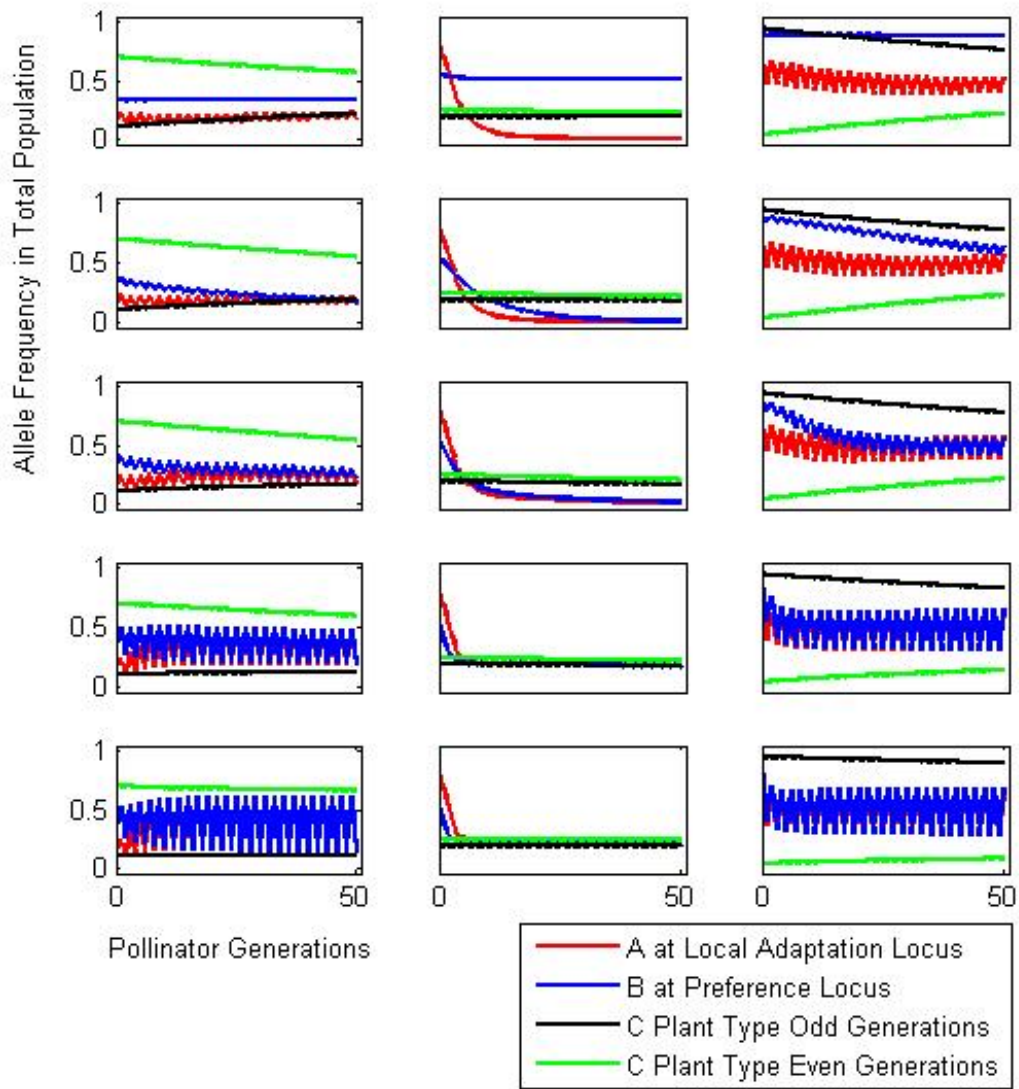 Allele Frequency in Total Population
1
0.5
0
1
0.5
0
1
0.5
0
1
0.5
0
1
0.5
0
0 50 0 50 0 50
Pollinator Generations
A at Local Adaptation Locus
B at Preference Locus
C Plant Type Odd Generations
C Plant Type Even Generations